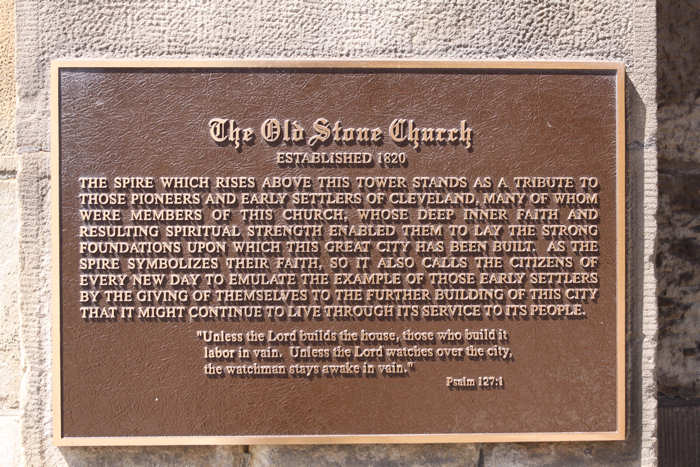 The Old Stone Church
ESTABLISHED 1820
THE SPIRE WHICH RISES ABOVE THIS TOWER STANDS AS A TRIBUTE TO
THOSE PIONEERS AND EARLY SETTLERS OF CLEVELAND, MANY OF WHOM
WERE MEMBERS OF THIS CHURCH, WHOSE DEEP INNER FAITH AND
RESULTING SPIRITUAL STRENGTH ENABLED THEM TO LAY THE STRONG
FOUNDATIONS UPON WHICH THIS GREAT CITY HAS BEEN BUILT. AS THE
SPIRE SYMBOLIZES THEIR FAITH, SO IT ALSO CALLS THE CITIZENS OF
EVERY NEW DAY TO EMULATE THE EXAMPLE OF THOSE EARLY SETTLERS
BY THE GIVING OF THEMSELVES TO THE FURTHER BUILDING OF THIS CITY
THAT IT MIGHT CONTINUE TO LIVE THROUGH ITS SERVICE TO ITS PEOPLE.
"Unless the Lord builds the house, those who build it
labor in vain. Unless the Lord watches over the city,
the watchman stays awake in vain."
Psalm 127:1